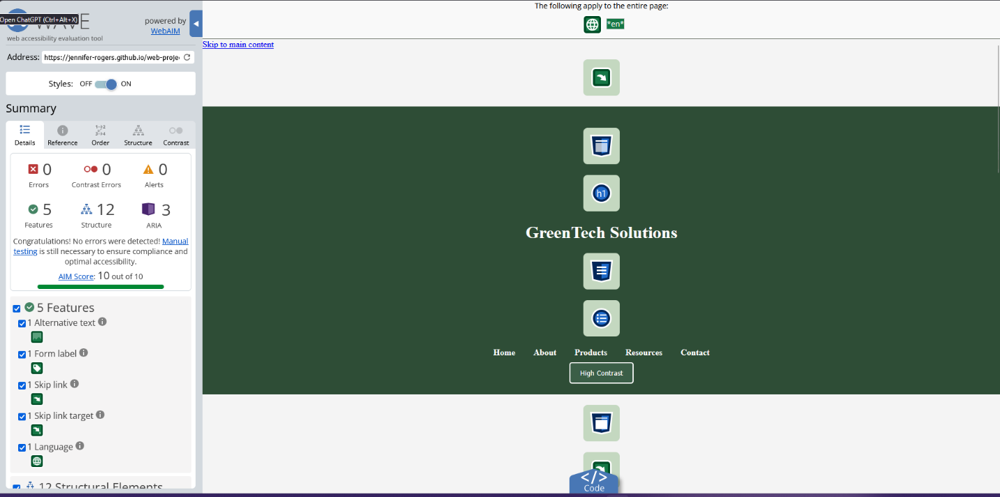 Open ChatGPT (Ctrl+Alt+X)
WAVE
web accessibility evaluation tool
powered by
WebAIM
Address: https://jennifer-rogers.github.io/web-proje
Styles: OFF ON
Summary
Details Reference Order Structure Contrast
0 0 0
Errors Contrast Errors Alerts
5 12 3
Features Structure ARIA
Congratulations! No errors were detected! Manual
testing is still necessary to ensure compliance and
optimal accessibility.
AIM Score: 10 out of 10
5 Features
1 Alternative text
1 Form label
1 Skip link
1 Skip link target
1 Language
12 Structural Elements
The following apply to the entire page:
*en*
Skip to main content
h1
GreenTech Solutions
Home About Products Resources Contact
High Contrast
</>
Code